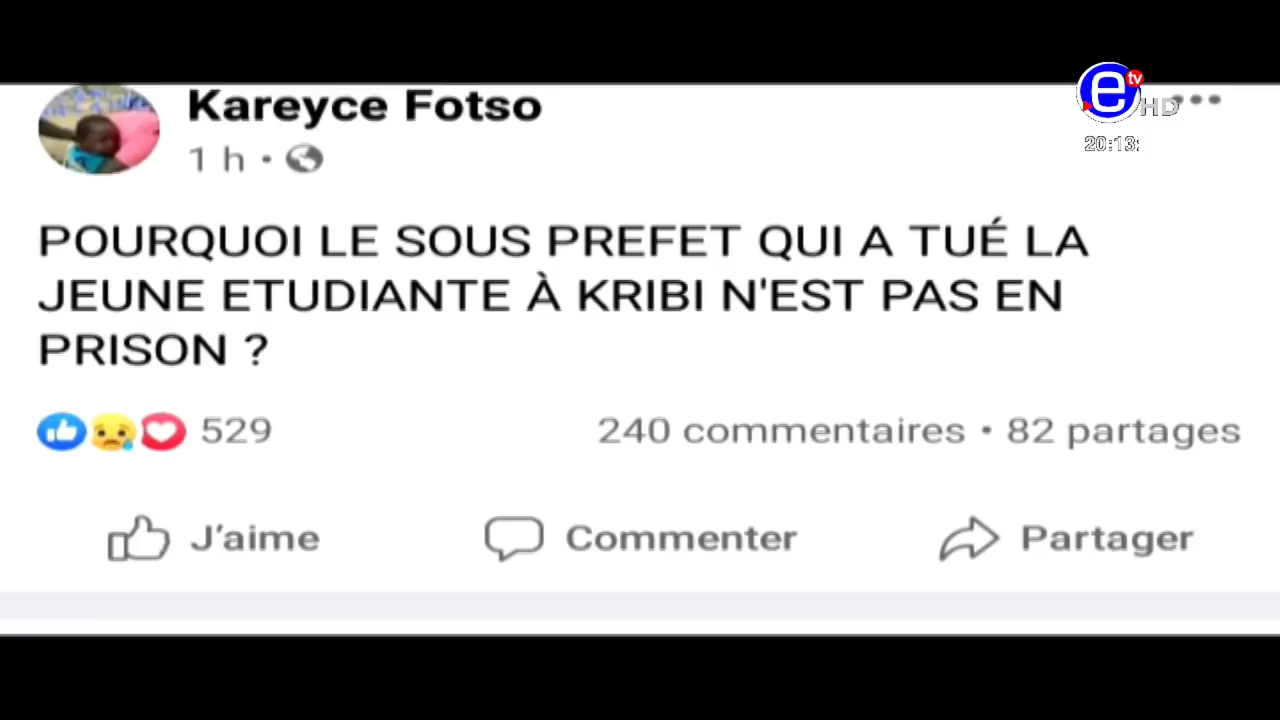 Kareyce Fotso
etv
HD
1 h
20:13:
POURQUOI LE SOUS PREFET QUI A TUÉ LA
JEUNE ETUDIANTE À KRIBI N'EST PAS EN
PRISON ?
529
240 commentaires • 82 partages
J'aime
Commenter
Partager